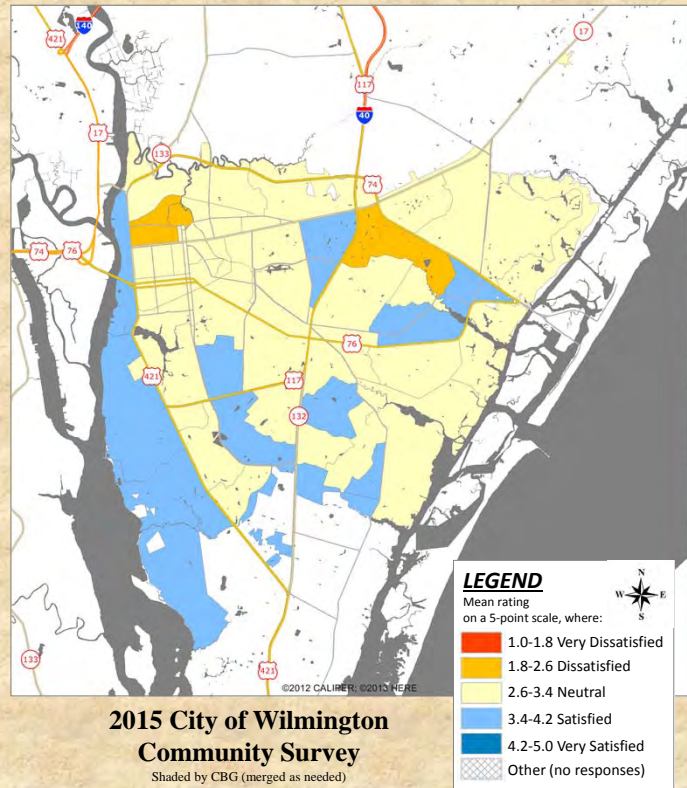 140
421
17
117
40
17
133
74
74
76
76
421
117
132
133
421
©2012 CALIPER; ©2013 HERE
LEGEND
Mean rating
on a 5-point scale, where:
N
W E
S
1.0-1.8 Very Dissatisfied
1.8-2.6 Dissatisfied
2.6-3.4 Neutral
3.4-4.2 Satisfied
4.2-5.0 Very Satisfied
Other (no responses)
2015 City of Wilmington
Community Survey
Shaded by CBG (merged as needed)